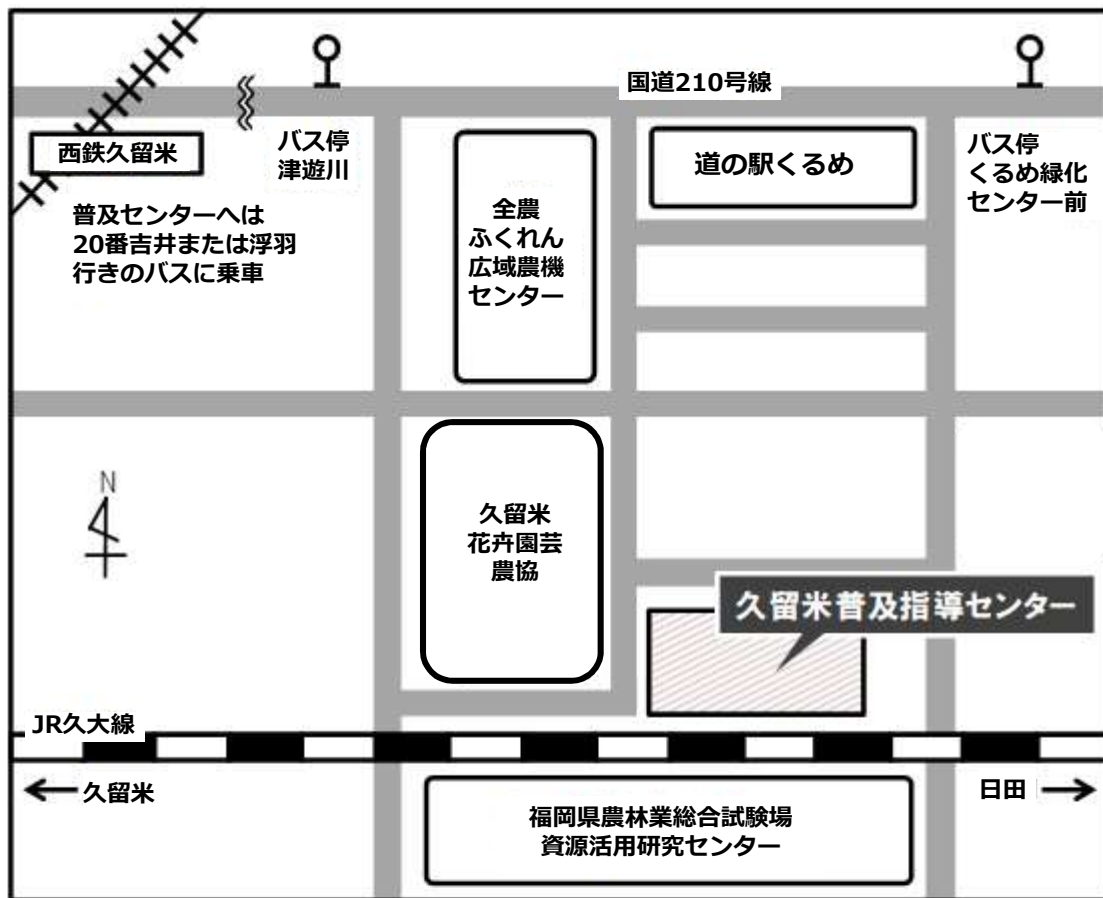 国道210号線
西鉄久留米
バス停
津遊川
道の駅くるめ
バス停
くるめ緑化
センター前
普及センターへは
20番吉井または浮羽
行きのバスに乗車
全農
ふくれん
広域農機
センター
N
久留米
花卉園芸
農協
久留米普及指導センター
JR久大線
久留米
日田
福岡県農林業総合試験場
資源活用研究センター